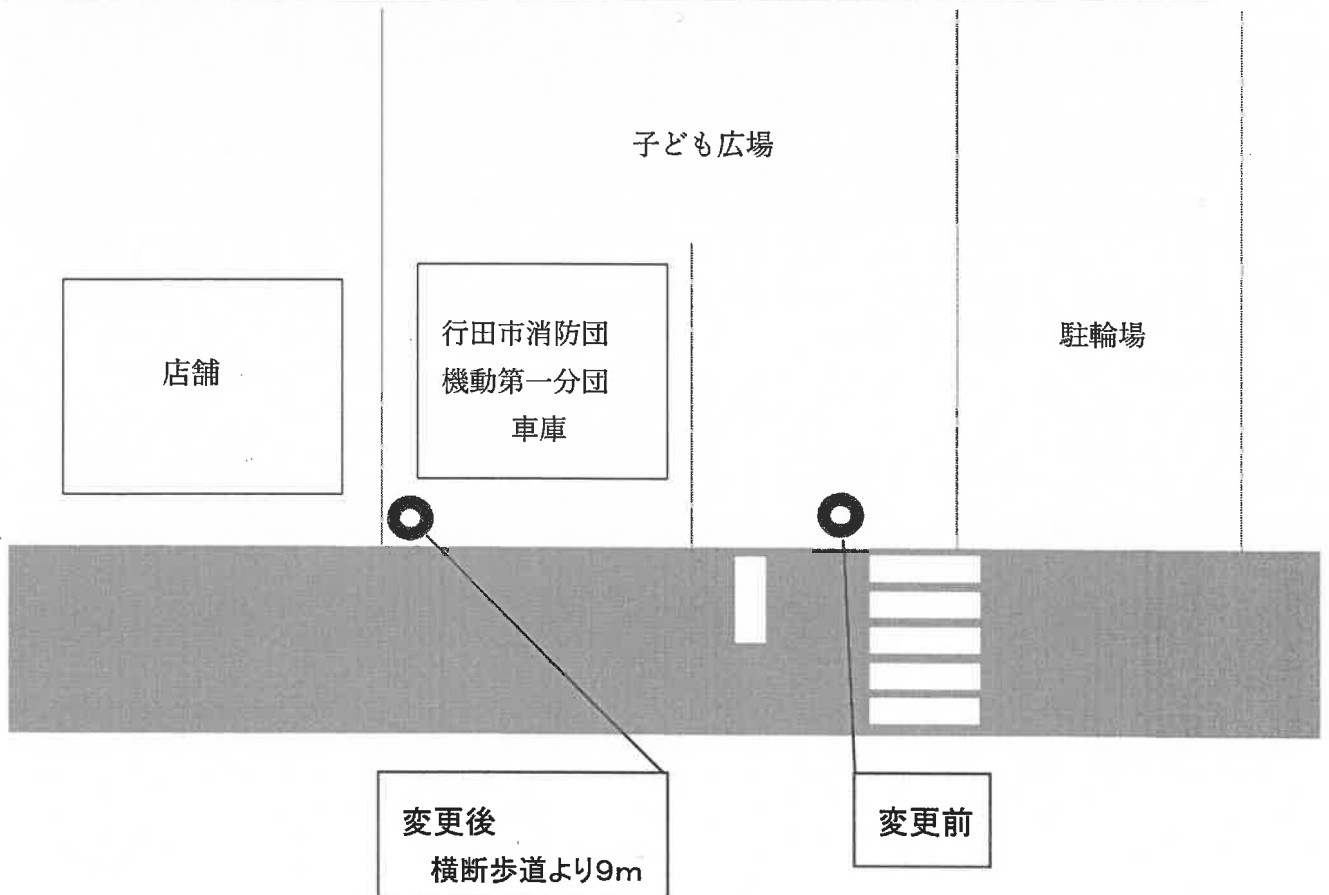 子ども広場
店舗
行田市消防団
機動第一分団
車庫
駐輪場
変更後
横断歩道より9m
変更前